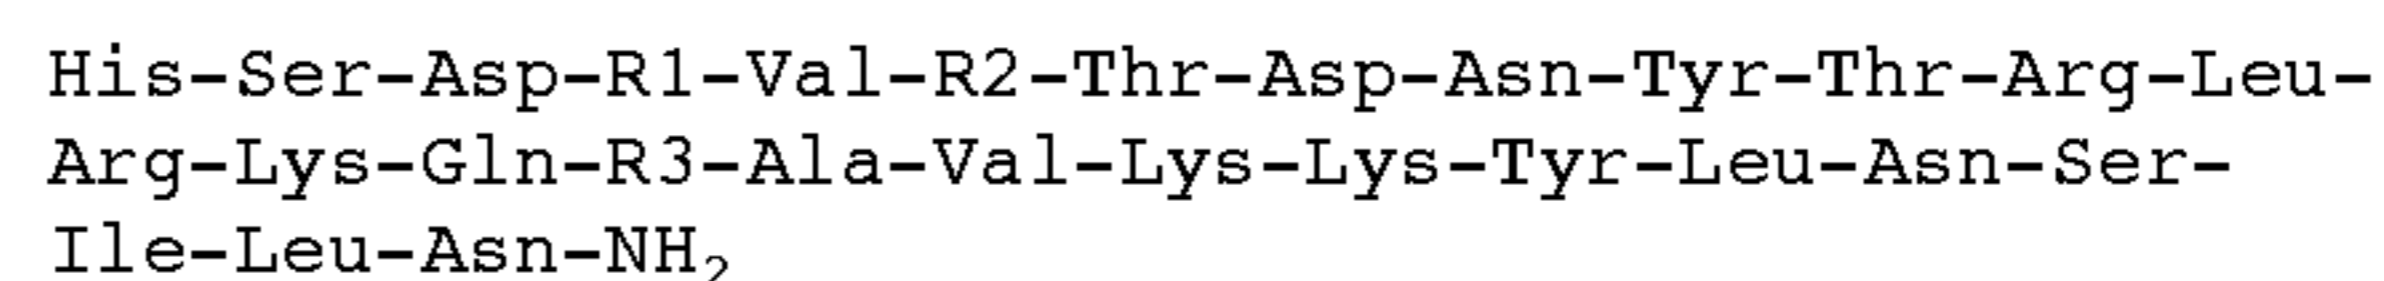 His-Ser-Asp-R1-Val-R2-Thr-Asp-Asn-Tyr-Thr-Arg-Leu-
Arg-Lys-Gln-R3-Ala-Val-Lys-Lys-Tyr-Leu-Asn-Ser-
Ile-Leu-Asn-NH₂